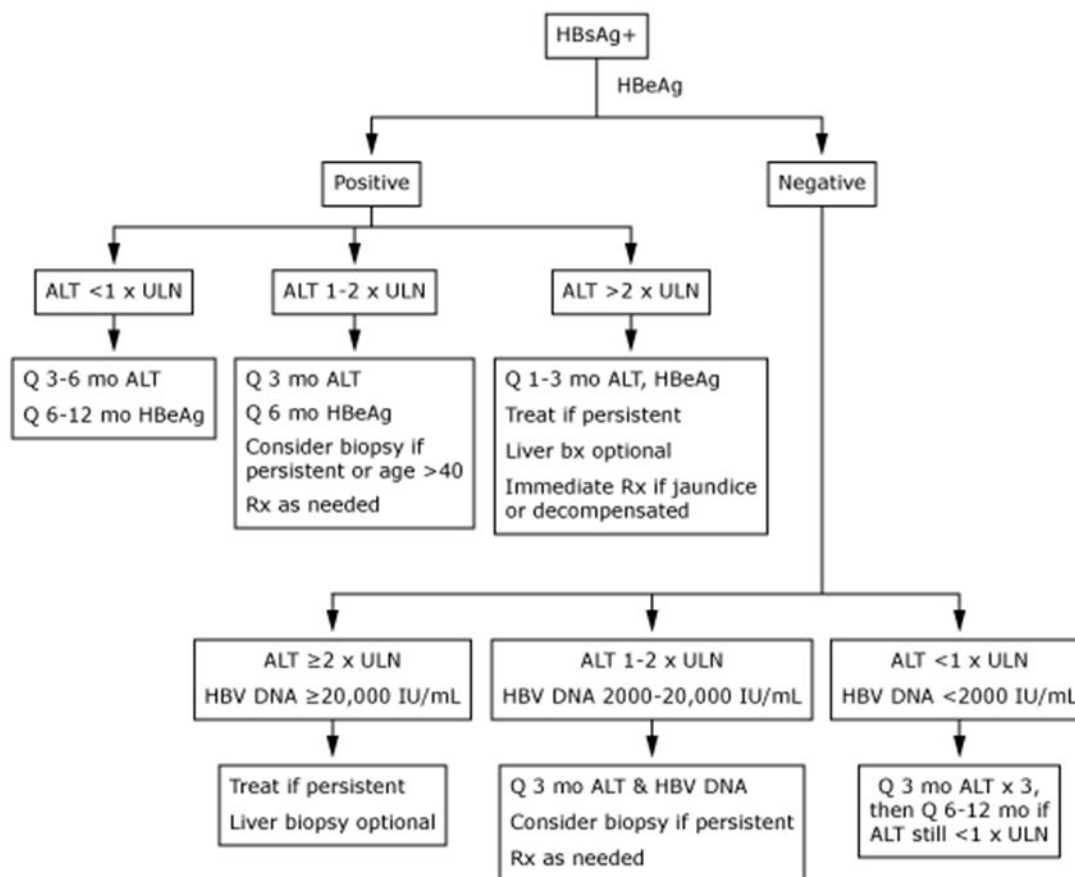 HBsAg+
HBeAg
Positive
Negative
ALT <1 x ULN
ALT 1-2 x ULN
ALT >2 x ULN
Q 3-6 mo ALT
Q 6-12 mo HBeAg
Q 3 mo ALT
Q 6 mo HBeAg
Consider biopsy if
persistent or age >40
Rx as needed
Q 1-3 mo ALT, HBeAg
Treat if persistent
Liver bx optional
Immediate Rx if jaundice
or decompensated
ALT ≥2 x ULN
HBV DNA ≥20,000 IU/mL
ALT 1-2 x ULN
HBV DNA 2000-20,000 IU/mL
ALT <1 x ULN
HBV DNA <2000 IU/mL
Treat if persistent
Liver biopsy optional
Q 3 mo ALT & HBV DNA
Consider biopsy if persistent
Rx as needed
Q 3 mo ALT x 3,
then Q 6-12 mo if
ALT still <1 x ULN